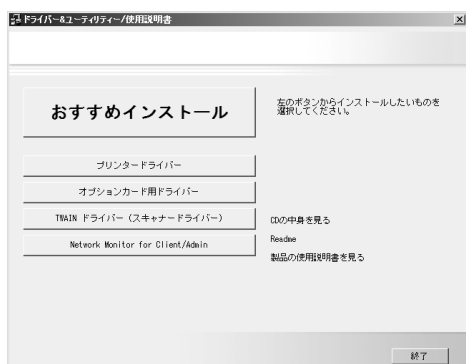 ドライバー&ユーティリティー/使用説明書
おすすめインストール
左のボタンからインストールしたいものを
選択してください。
プリンタードライバー
オプションカード用ドライバー
TWAIN ドライバー (スキャナードライバー)
Network Monitor for Client/Admin
CDの中身を見る
Readme
製品の使用説明書を見る
終了